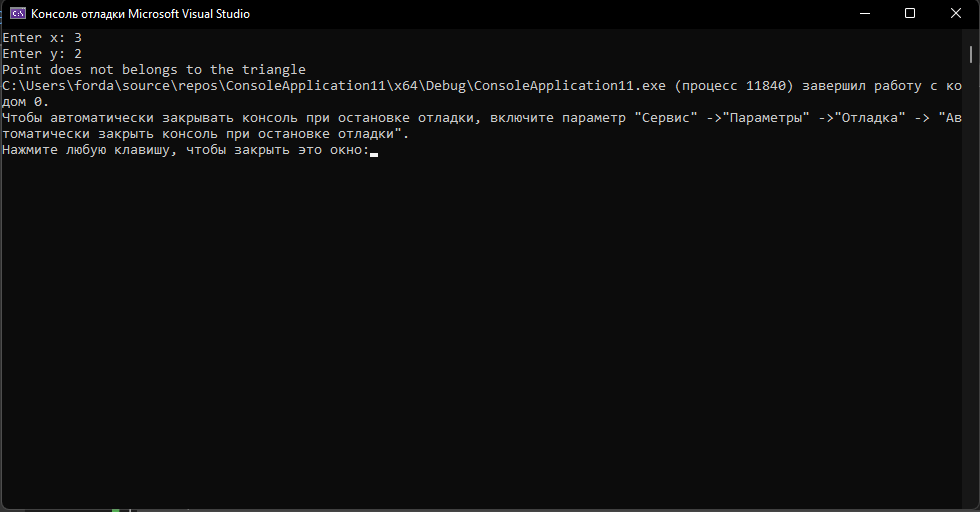 Консоль отладки Microsoft Visual Studio
Enter x: 3
Enter y: 2
Point does not belongs to the triangle
C:\Users\forda\source\repos\ConsoleApplication11\x64\Debug\ConsoleApplication11.exe (процесс 11840) завершил работу с ко
дом 0.
Чтобы автоматически закрывать консоль при остановке отладки, включите параметр "Сервис" ->"Параметры" ->"Отладка" -> "Ав
томатически закрыть консоль при остановке отладки".
Нажмите любую клавишу, чтобы закрыть это окно: